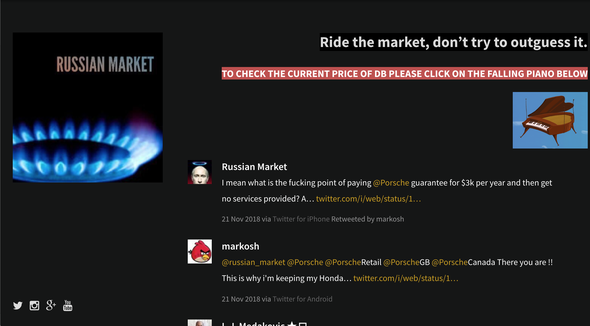 Ride the market, don't try to outguess it.
RUSSIAN MARKET
TO CHECK THE CURRENT PRICE OF DB PLEASE CLICK ON THE FALLING PIANO BELOW
Russian Market
I mean what is the fucking point of paying @Porsche guarantee for $3k per year and then get
no services provided? A… twitter.com/i/web/status/1…
21 Nov 2018 via Twitter for iPhone Retweeted by markosh
markosh
@russian_market @Porsche @PorscheRetail @PorscheGB @PorscheCanada There you are !!
This is why i'm keeping my Honda… twitter.com/i/web/status/1…
21 Nov 2018 via Twitter for Android